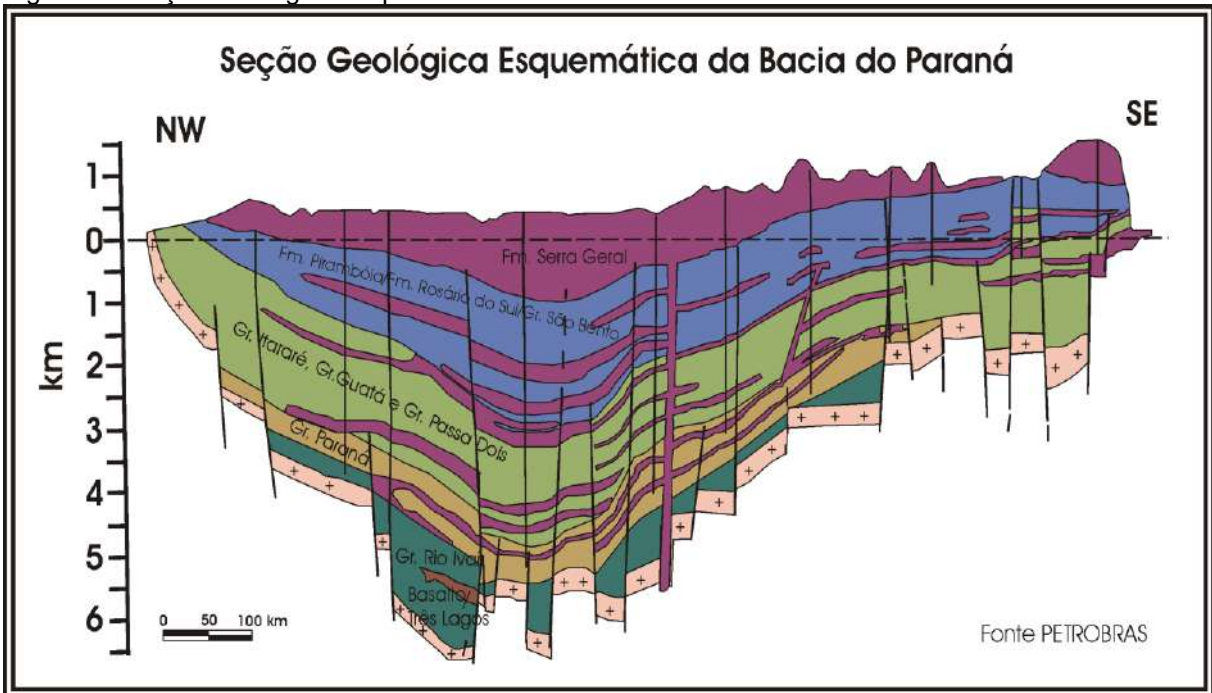 Seção Geológica Esquemática da Bacia do Paraná
NW
SE
km
1
0
1
2
3
4
5
6
Fm. Serra Geral
Fm. Pirambóia/Fm. Rosário do Sul/Gr. São Bento
Gr. Itararé, Gr.Guatá e Gr. Passa Dois
Gr. Paraná
Gr. Rio Ivaí
Basalto
Três Lagos
0 50 100 km
Fonte PETROBRAS